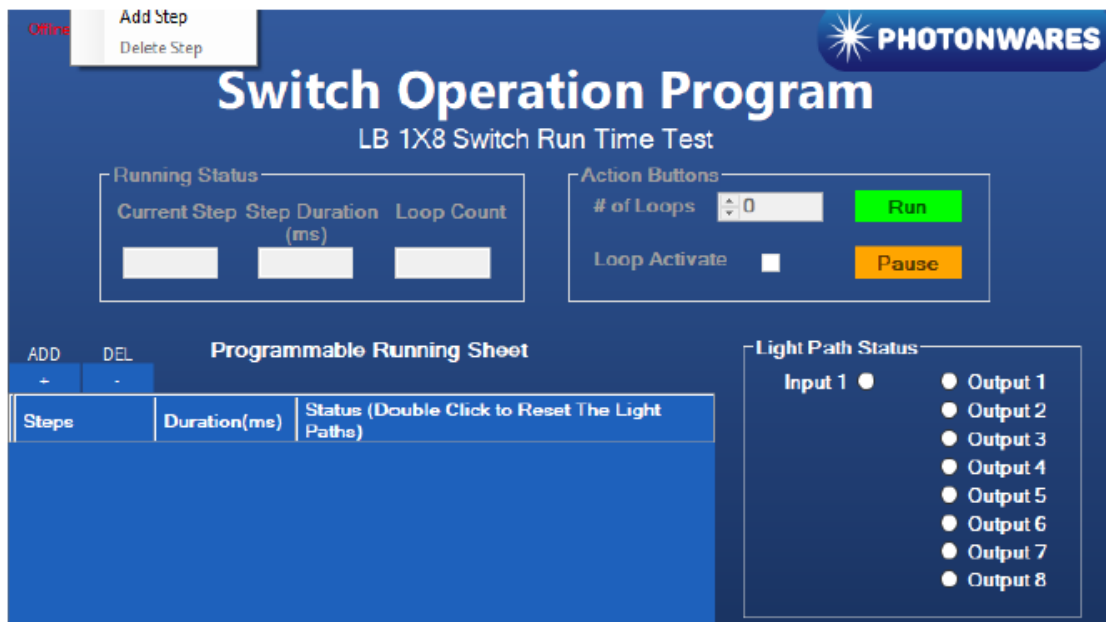 Add Step
Offline
Delete Step
PHOTONWARES
Switch Operation Program
LB 1X8 Switch Run Time Test
Running Status
Current Step Step Duration (ms) Loop Count
Action Buttons
# of Loops 0 Run
Loop Activate Pause
ADD DEL Programmable Running Sheet
+ -
Steps Duration(ms) Status (Double Click to Reset The Light
Paths)
Light Path Status
Input 1 Output 1
Output 2
Output 3
Output 4
Output 5
Output 6
Output 7
Output 8